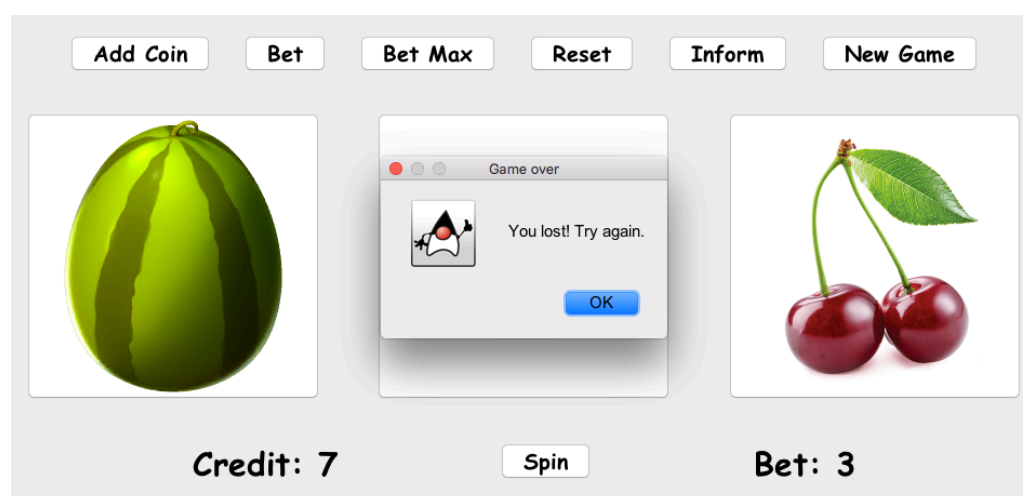 Add Coin
Bet
Bet Max
Reset
Inform
New Game
Game over
You lost! Try again.
OK
Credit: 7
Spin
Bet: 3